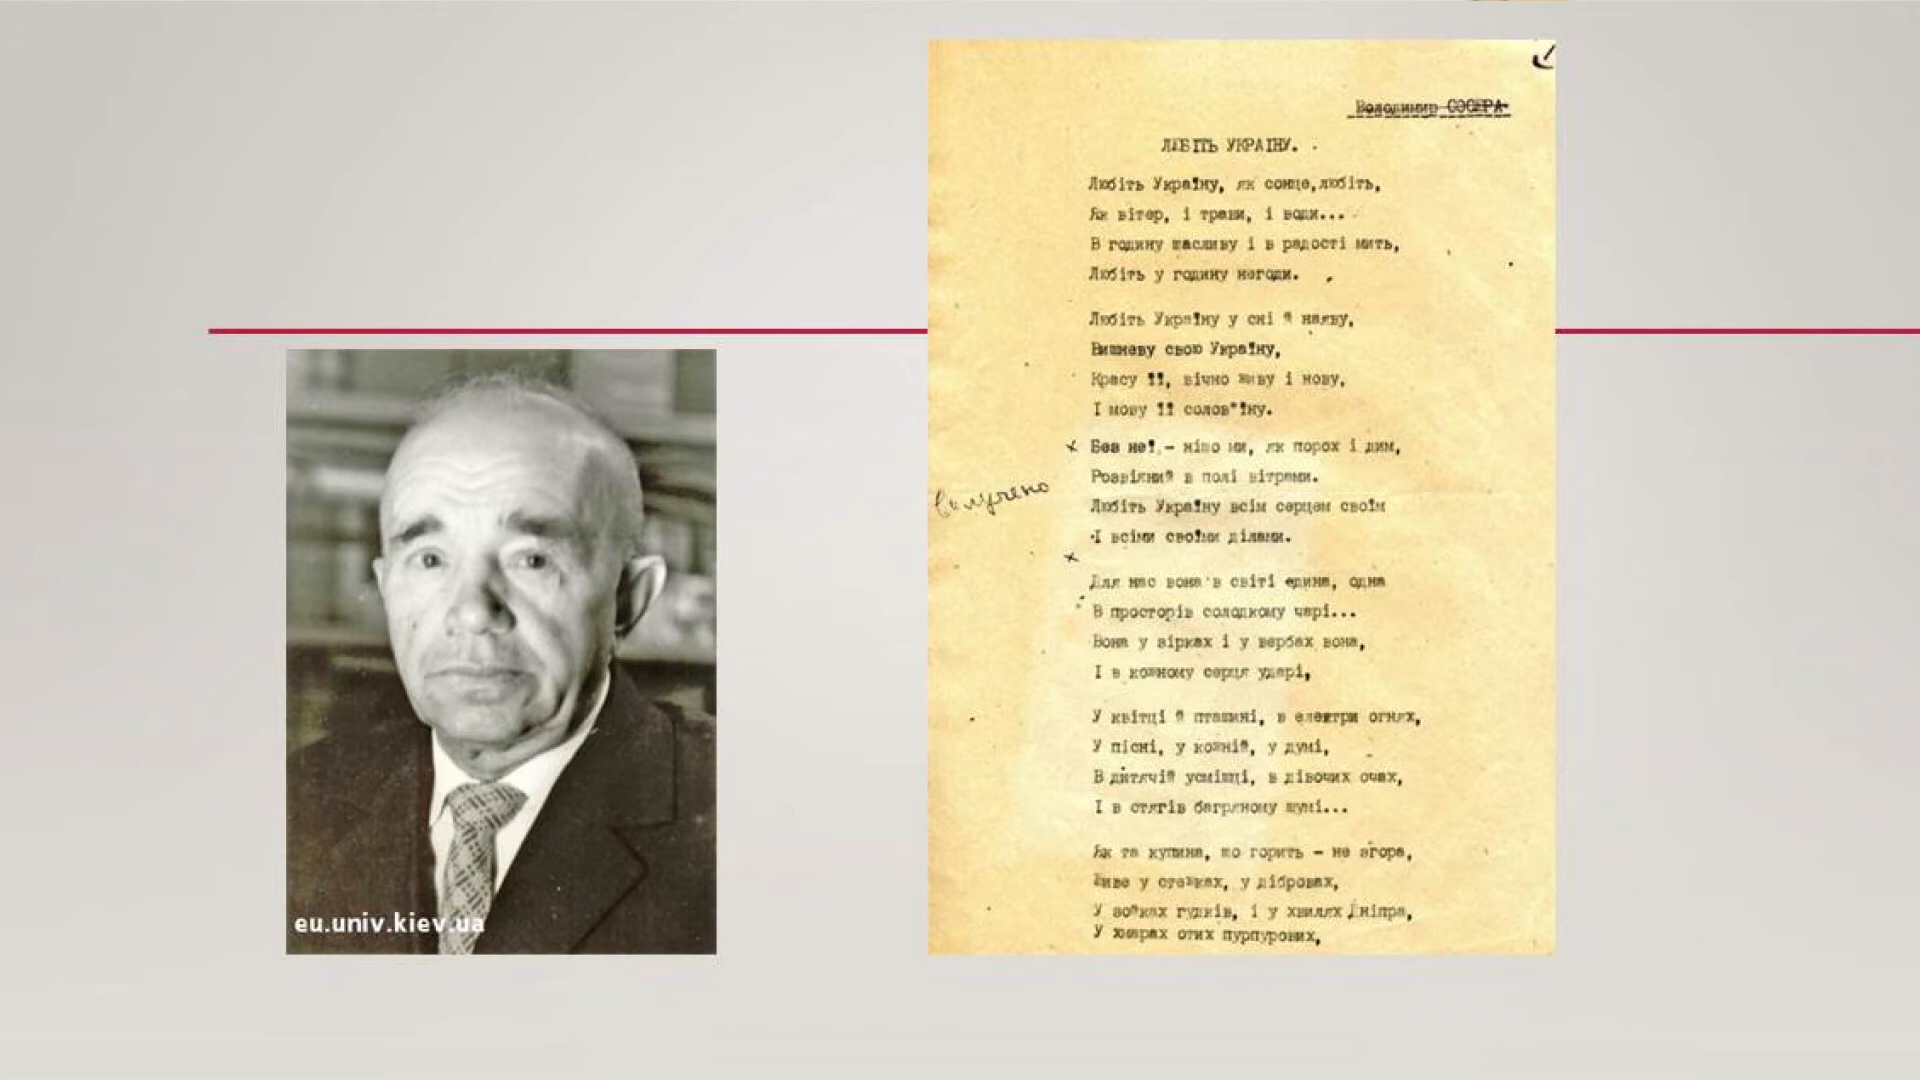 Володимир СОСЮРА
ЛЮБІТЬ УКРАЇНУ.
Любіть Україну, як сонце, любіть,
Як вітер, і трави, і води...
В годину щасливу і в радості мить,
Любіть у годину негоди.
Любіть Україну у сні й наяву,
Вишневу свою Україну,
Красу її, вічно живу і нову,
І мову її солов"їну.
Без неї - ніщо ми, як порох і дим,
Розвіяний в полі вітрами.
вилучено
Любіть Україну всім серцем своїм
І всіми своїми ділами.
Для нас вона в світі єдина, одна
В просторів солодкому чарі...
Вона у зірках і у вербах вона,
І в кожному серця ударі,
У квітці й пташині, в електри огнях,
У пісні, у кожній, у думі,
В дитячій усмішці, в дівочих очах,
І в стягів багряному шумі...
Як та купина, що горить - не згора,
Живе у стежках, у дібровах,
У зойках гудків, і у хвилях Дніпра,
У хмарах отих пурпурових,
eu.univ.kiev.ua